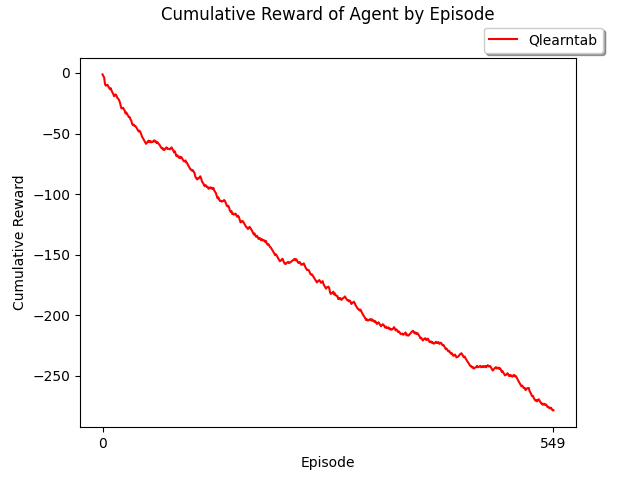 Cumulative Reward of Agent by Episode
Qlearntab
0
−50
−100
−150
−200
−250
Cumulative Reward
0
549
Episode